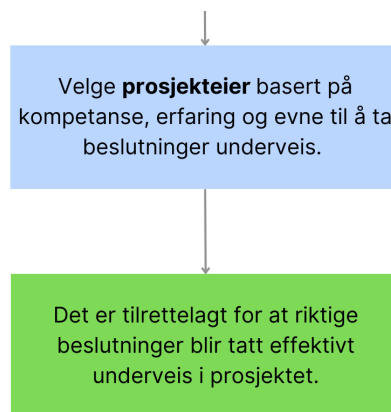 Velge prosjekteier basert på
kompetanse, erfaring og evne til å ta
beslutninger underveis.
Det er tilrettelagt for at riktige
beslutninger blir tatt effektivt
underveis i prosjektet.